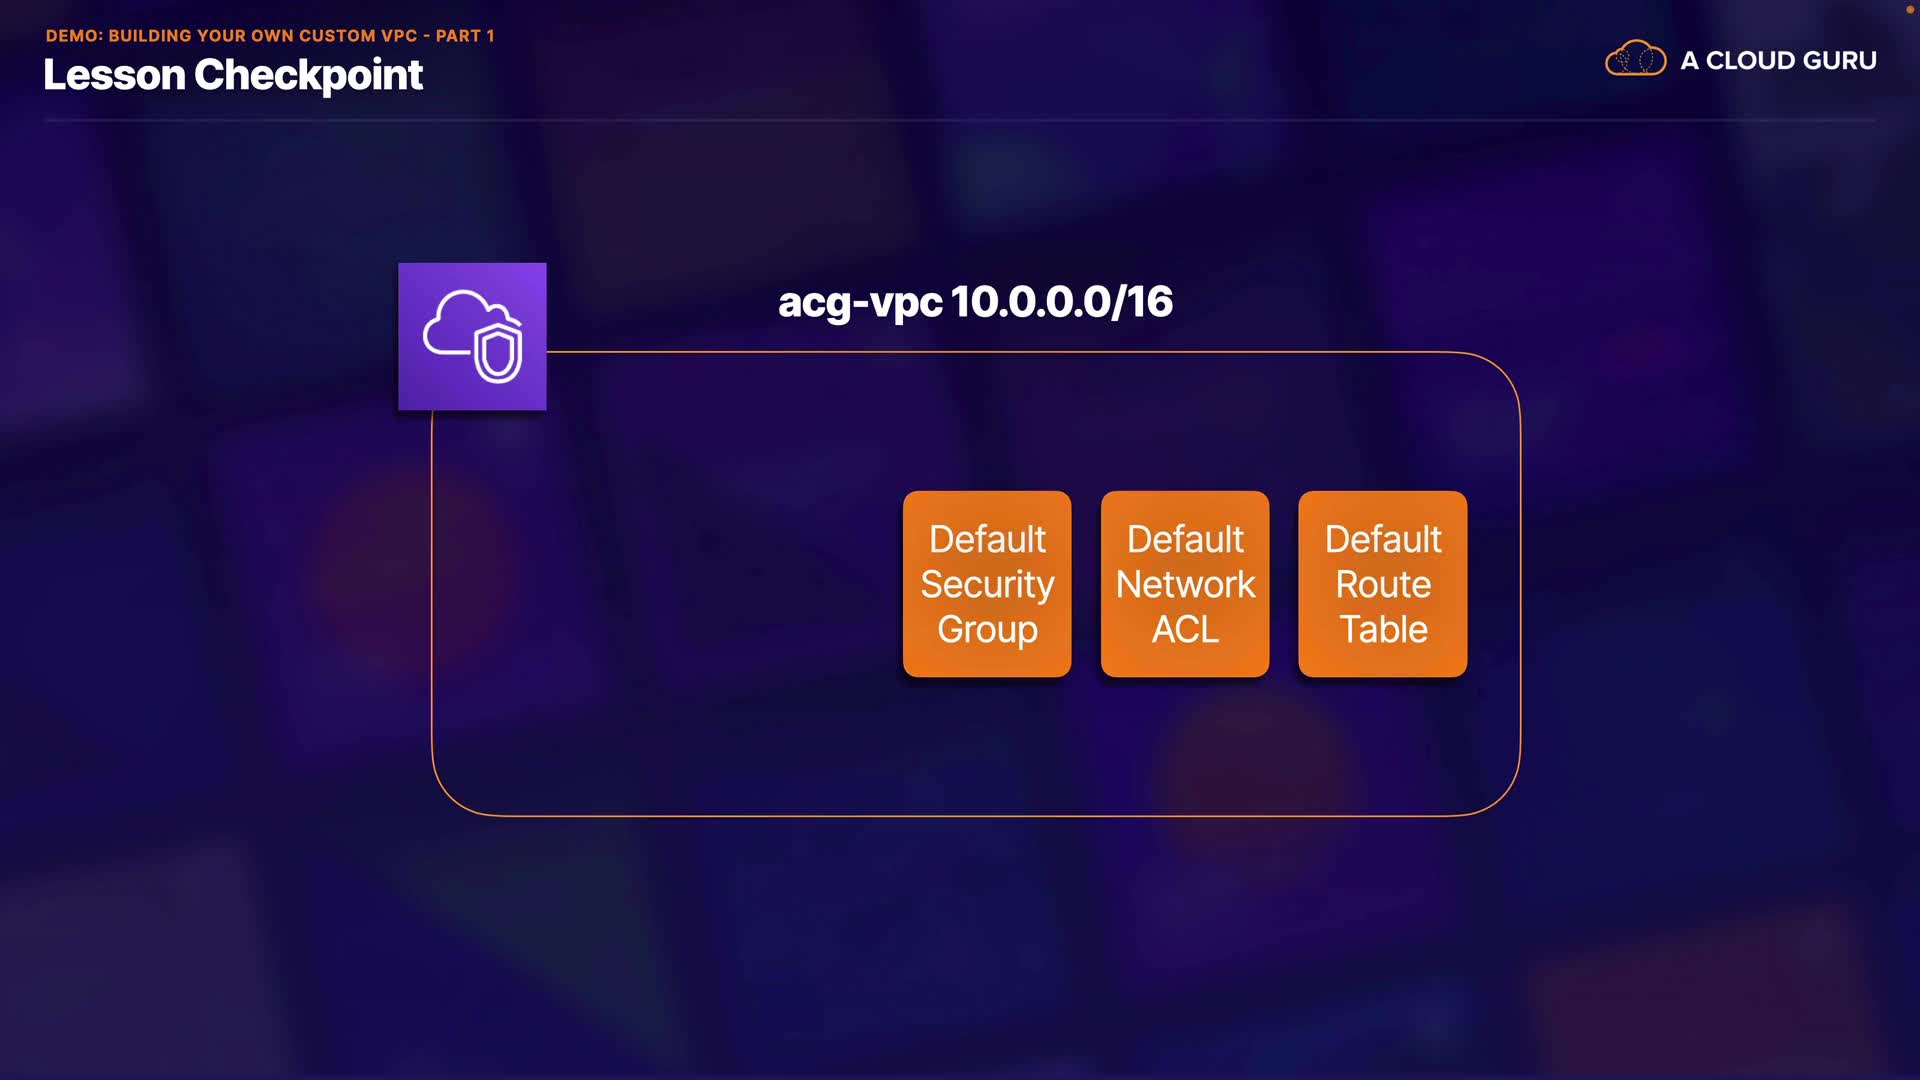 DEMO: BUILDING YOUR OWN CUSTOM VPC - PART 1
Lesson Checkpoint
A CLOUD GURU
acg-vpc 10.0.0.0/16
Default
Security
Group
Default
Network
ACL
Default
Route
Table